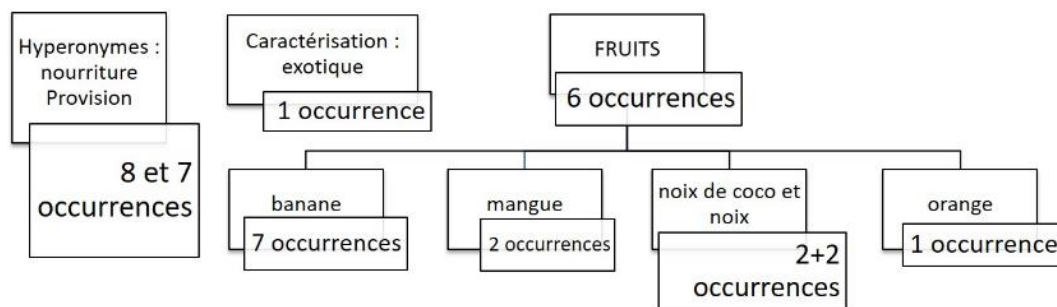 Hyperonymes :
nourriture
Provision
8 et 7
occurrences
Caractérisation :
exotique
1 occurrence
FRUITS
6 occurrences
banane
7 occurrences
mangue
2 occurrences
noix de coco et
noix
2+2
occurrences
orange
1 occurrence